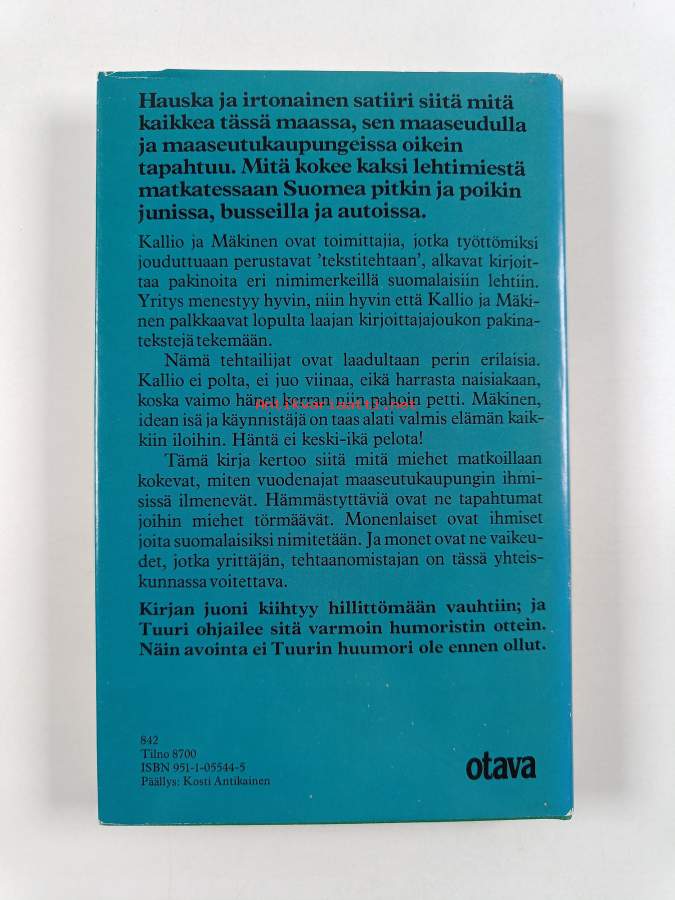 Hauska ja irtonainen satiiri siitä mitä
kaikkea tässä maassa, sen maaseudulla
ja maaseutukaupungeissa oikein
tapahtuu. Mitä kokee kaksi lehtimiestä
matkatessaan Suomea pitkin ja poikin
junissa, busseilla ja autoissa.
Kallio ja Mäkinen ovat toimittajia, jotka työttömiksi
jouduttuaan perustavat 'tekstitehtaan', alkavat kirjoit-
taa pakinoita eri nimimerkeillä suomalaisiin lehtiin.
Yritys menestyy hyvin, niin hyvin että Kallio ja Mäki-
nen palkkaavat lopulta laajan kirjoittajajoukon pakina-
tekstejä tekemään.
Nämä tehtailijat ovat laadultaan perin erilaisia.
Kallio ei polta, ei juo viinaa, eikä harrasta naisiakaan,
koska vaimo hänet kerran niin pahoin petti. Mäkinen,
Antikvariaatti.net
idean isä ja käynnistäjä on taas alati valmis elämän kaik-
kiin iloihin. Häntä ei keski-ikä pelota!
Tämä kirja kertoo siitä mitä miehet matkoillaan
kokevat, miten vuodenajat maaseutukaupungin ihmi-
sissä ilmenevät. Hämmästyttäviä ovat ne tapahtumat
joihin miehet törmäävät. Monenlaiset ovat ihmiset
joita suomalaisiksi nimitetään. Ja monet ovat ne vaikeu-
det, jotka yrittäjän, tehtaanomistajan on tässä yhteis-
kunnassa voitettava.
Kirjan juoni kiihtyy hillittömään vauhtiin; ja
Tuuri ohjailee sitä varmoin humoristin ottein.
Näin avointa ei Tuurin huumori ole ennen ollut.
842
Tilno 8700
ISBN 951-1-05544-5
Päällys: Kosti Antikainen
otava